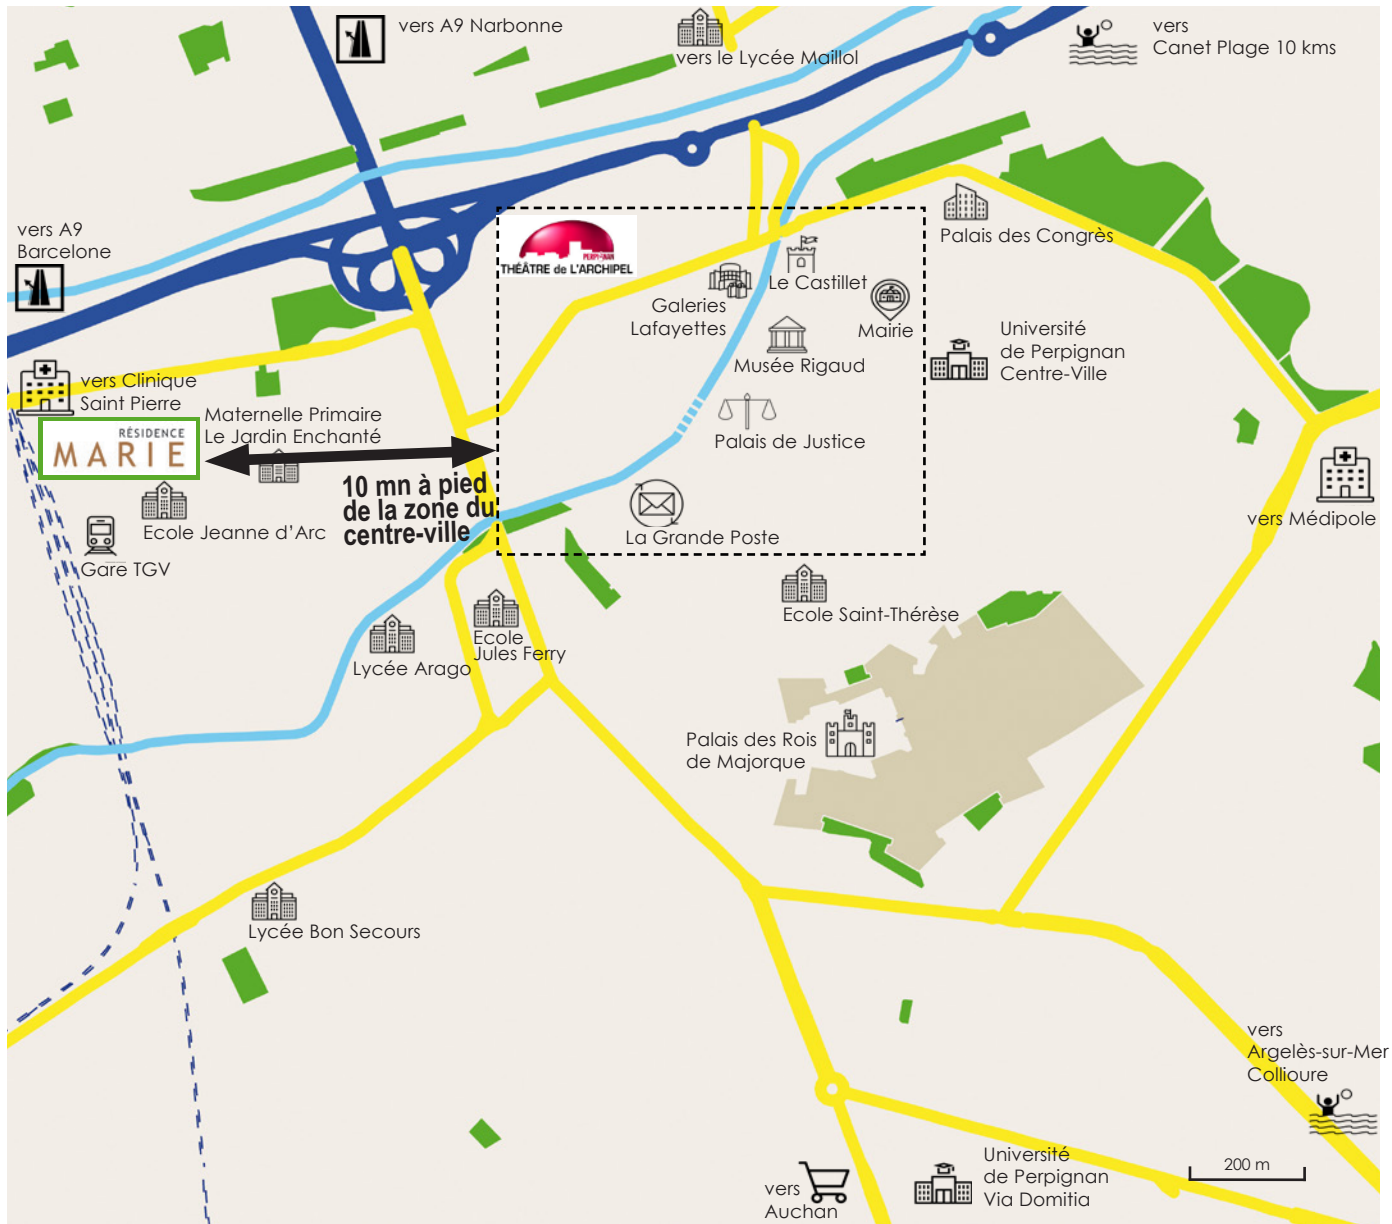 vers A9 Narbonne
vers le Lycée Maillol
vers
Canet Plage 10 kms
vers A9
Barcelone
PERPIGNAN
THÉÂTRE de L'ARCHIPEL
Palais des Congrès
Le Castillet
Galeries
Lafayettes
Mairie
Musée Rigaud
Université
de Perpignan
Centre-Ville
vers Clinique
Saint Pierre
Maternelle Primaire
Le Jardin Enchanté
RÉSIDENCE
MARIE
Palais de Justice
10 mn à pied
de la zone du
centre-ville
Ecole Jeanne d'Arc
La Grande Poste
vers Médipole
Gare TGV
Ecole Saint-Thérèse
Ecole
Jules Ferry
Lycée Arago
Palais des Rois
de Majorque
Lycée Bon Secours
vers
Argelès-sur-Mer
Collioure
Université
de Perpignan
Via Domitia
200 m
vers
Auchan